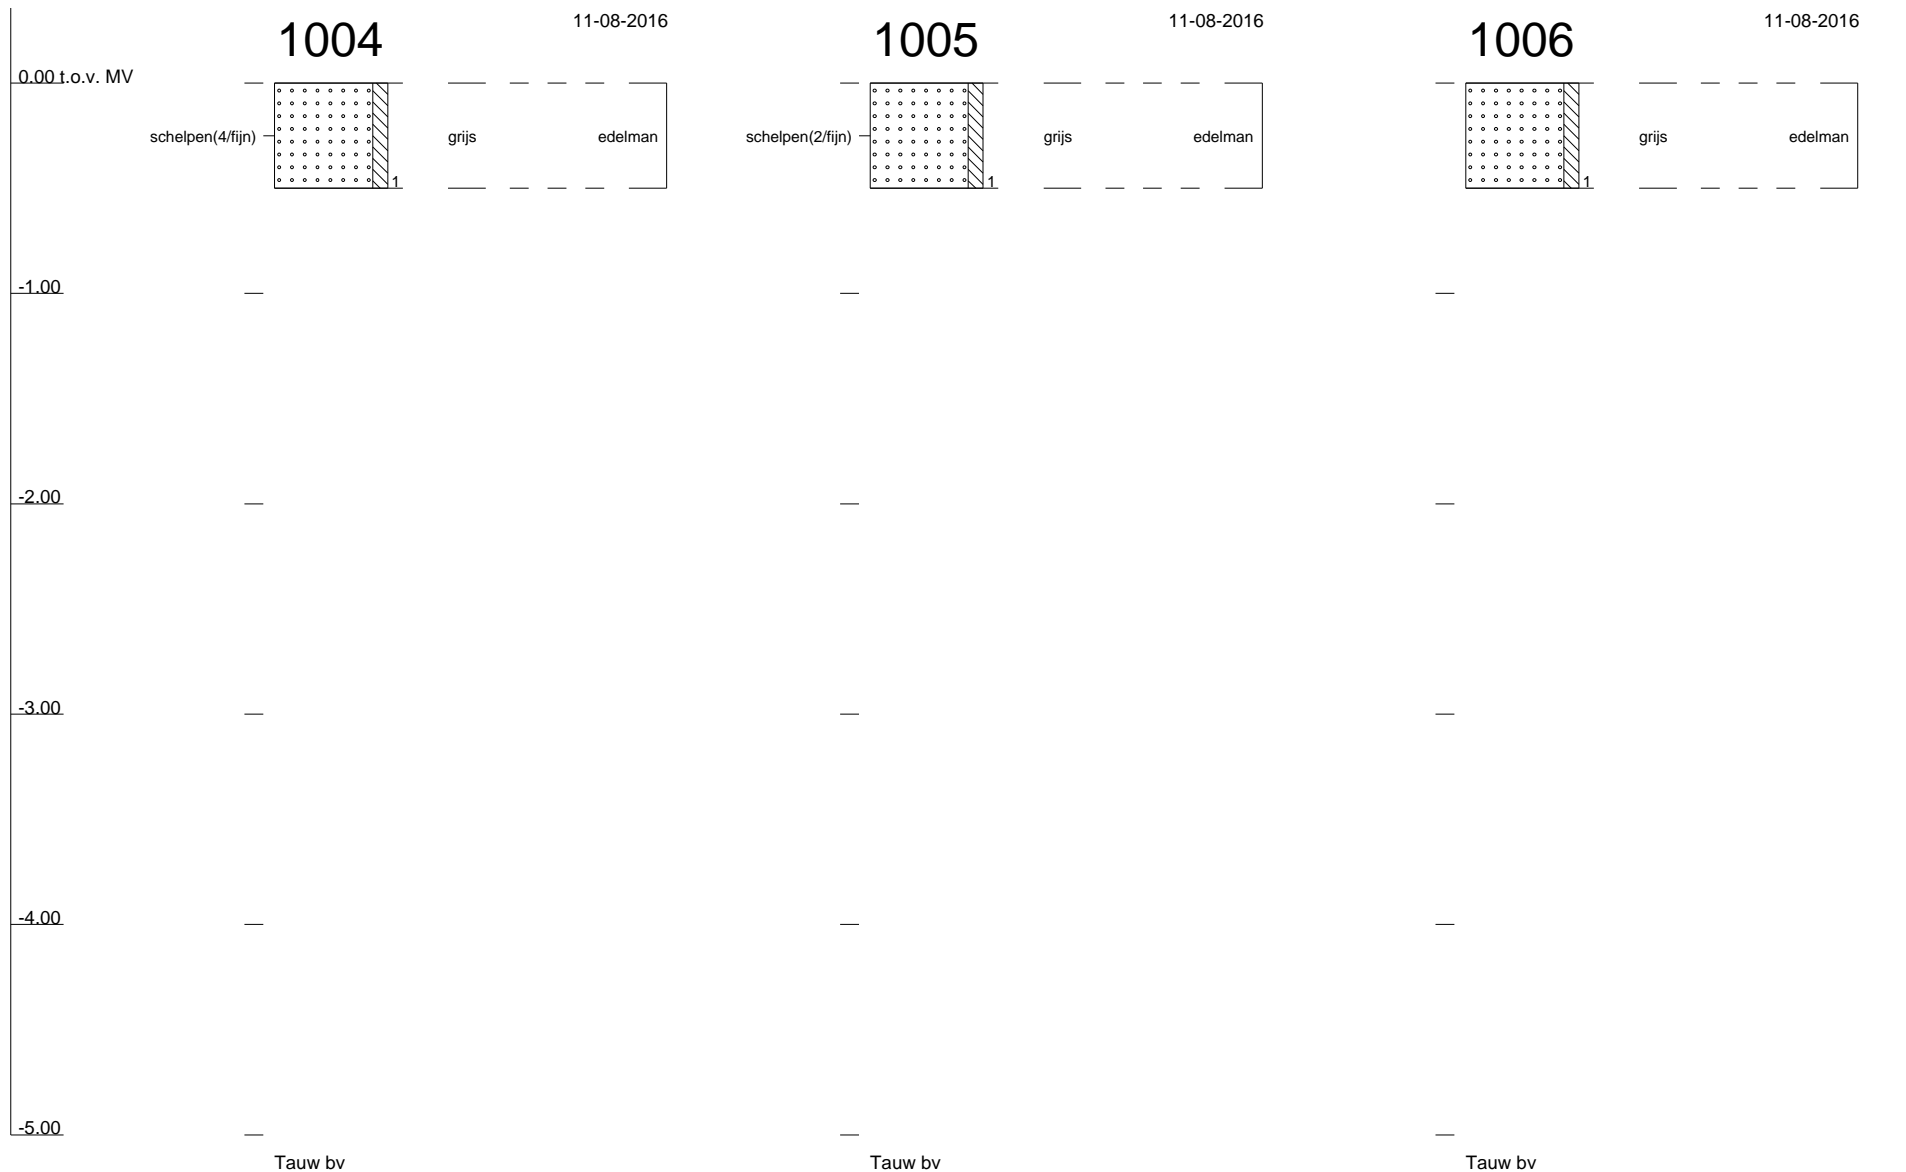 1004 11-08-2016 1005 11-08-2016 1006 11-08-2016
0.00 t.o.v. MV
schelpen(4/fijn) grijs edelman schelpen(2/fijn) grijs edelman grijs edelman
1 1 1
-1.00
-2.00
-3.00
-4.00
-5.00
Tauw bv Tauw bv Tauw bv